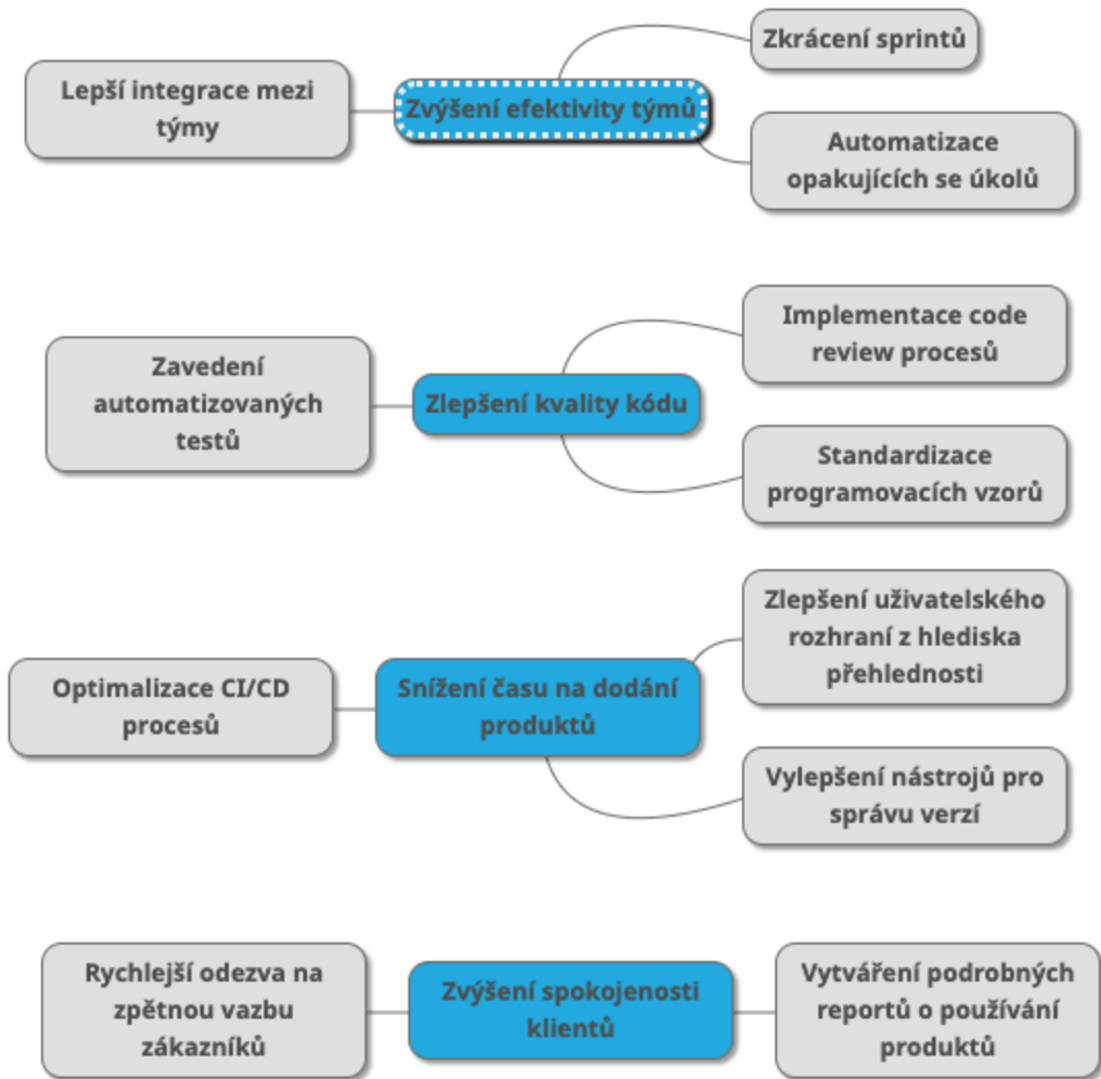 Zkrácení sprintů
Lepší integrace mezi
týmy
Zvýšení efektivity týmů
Automatizace
opakujících se úkolů
Implementace code
review procesů
Zavedení
automatizovaných
testů
Zlepšení kvality kódu
Standardizace
programovacích vzorů
Zlepšení uživatelského
rozhraní z hlediska
přehlednosti
Optimalizace CI/CD
procesů
Snížení času na dodání
produktů
Vylepšení nástrojů pro
správu verzí
Rychlejší odezva na
zpětnou vazbu
zákazníků
Zvýšení spokojenosti
klientů
Vytváření podrobných
reportů o používání
produktů